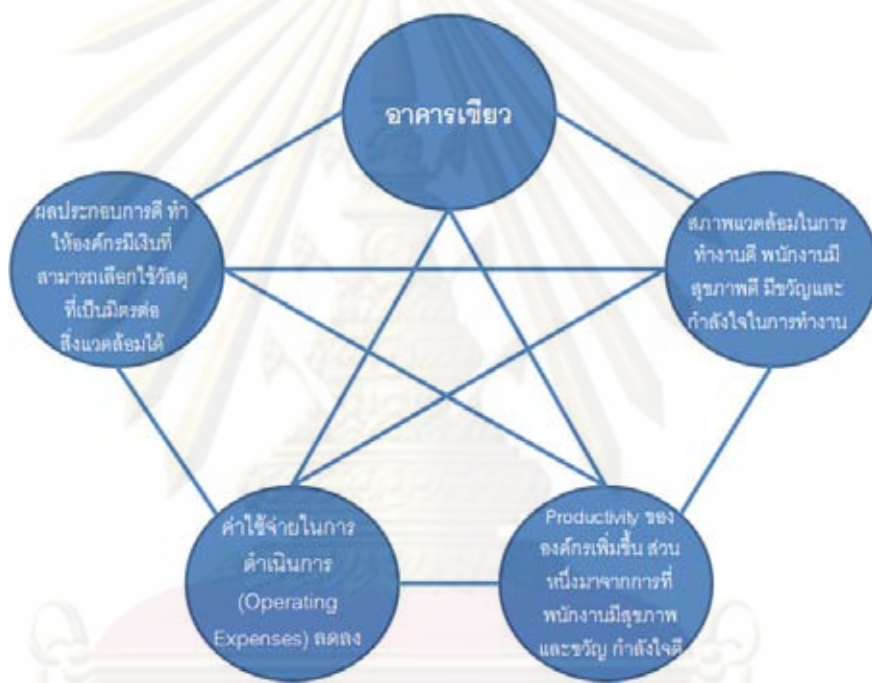 อาคารเขียว
ผลประกอบการดี ทำ
ให้องค์กรมีเงินที่
สามารถเลือกใช้วัสดุ
ที่เป็นมิตรต่อ
สิ่งแวดล้อมได้
สภาพแวดล้อมในการ
ทำงานดี พนักงานมี
สุขภาพดี มีขวัญและ
กำลังใจในการทำงาน
ค่าใช้จ่ายในการ
ดำเนินการ
(Operating
Expenses) ลดลง
Productivity ของ
องค์กรเพิ่มขึ้น ส่วน
หนึ่งมาจากการที่
พนักงานมีสุขภาพ
และขวัญ กำลังใจดี